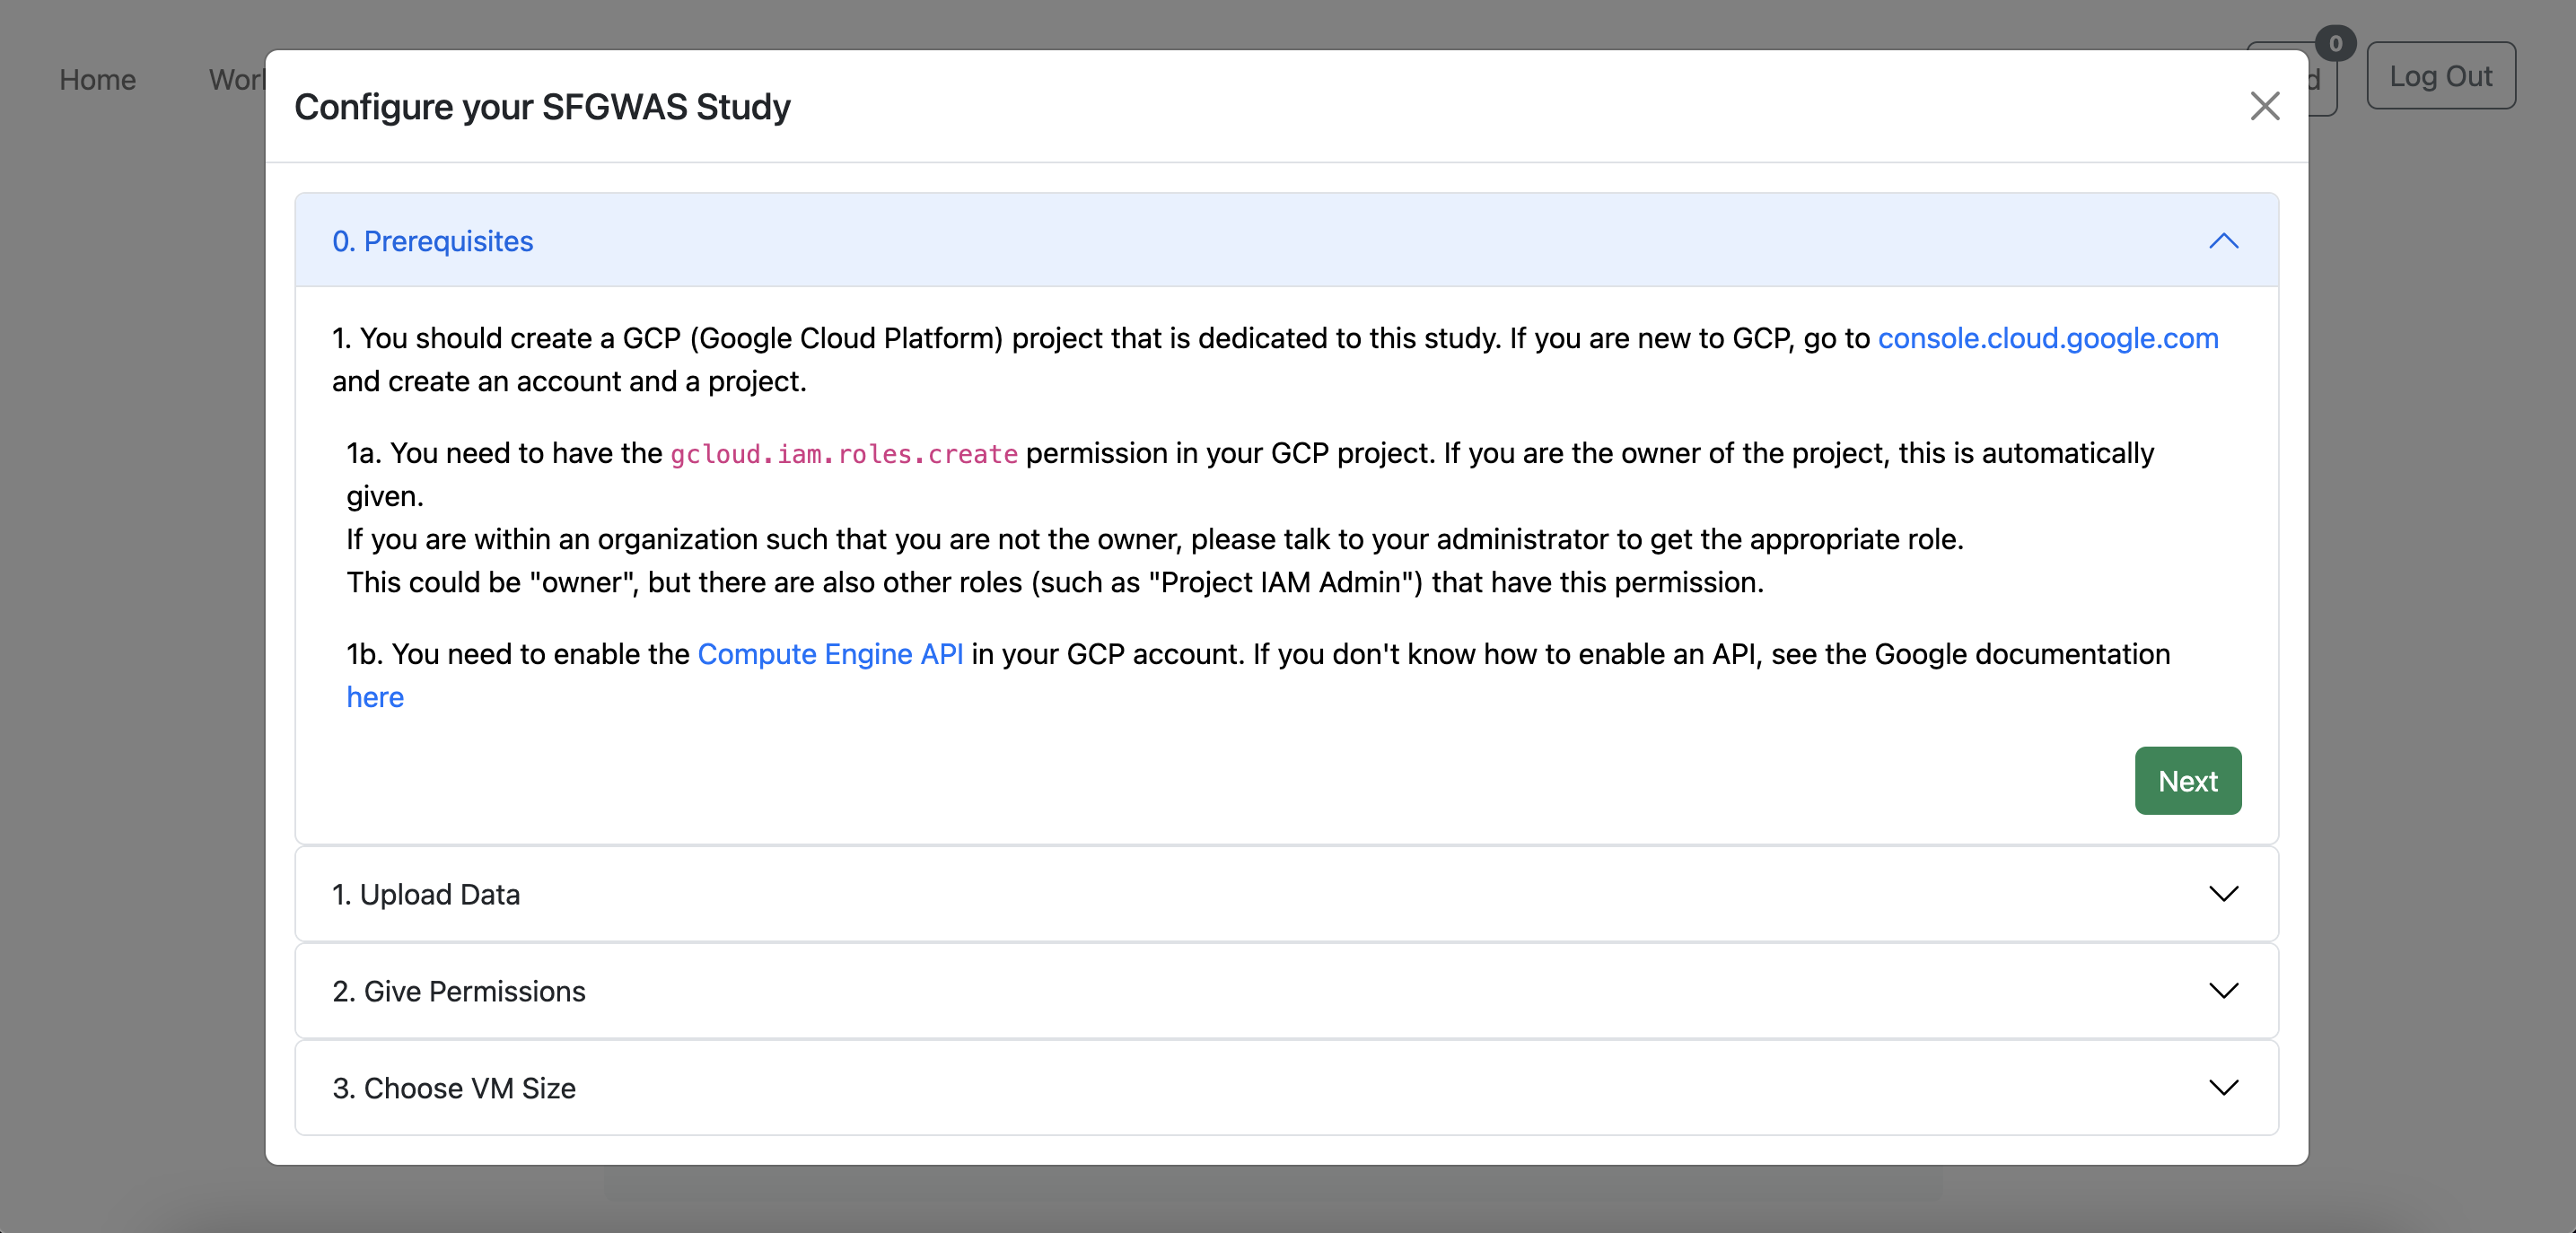 Home
0
Log Out
Configure your SFGWAS Study
0. Prerequisites
1. You should create a GCP (Google Cloud Platform) project that is dedicated to this study. If you are new to GCP, go to console.cloud.google.com
and create an account and a project.
1a. You need to have the gcloud.iam.roles.create permission in your GCP project. If you are the owner of the project, this is automatically
given.
If you are within an organization such that you are not the owner, please talk to your administrator to get the appropriate role.
This could be "owner", but there are also other roles (such as "Project IAM Admin") that have this permission.
1b. You need to enable the Compute Engine API in your GCP account. If you don't know how to enable an API, see the Google documentation
here
Next
1. Upload Data
2. Give Permissions
3. Choose VM Size